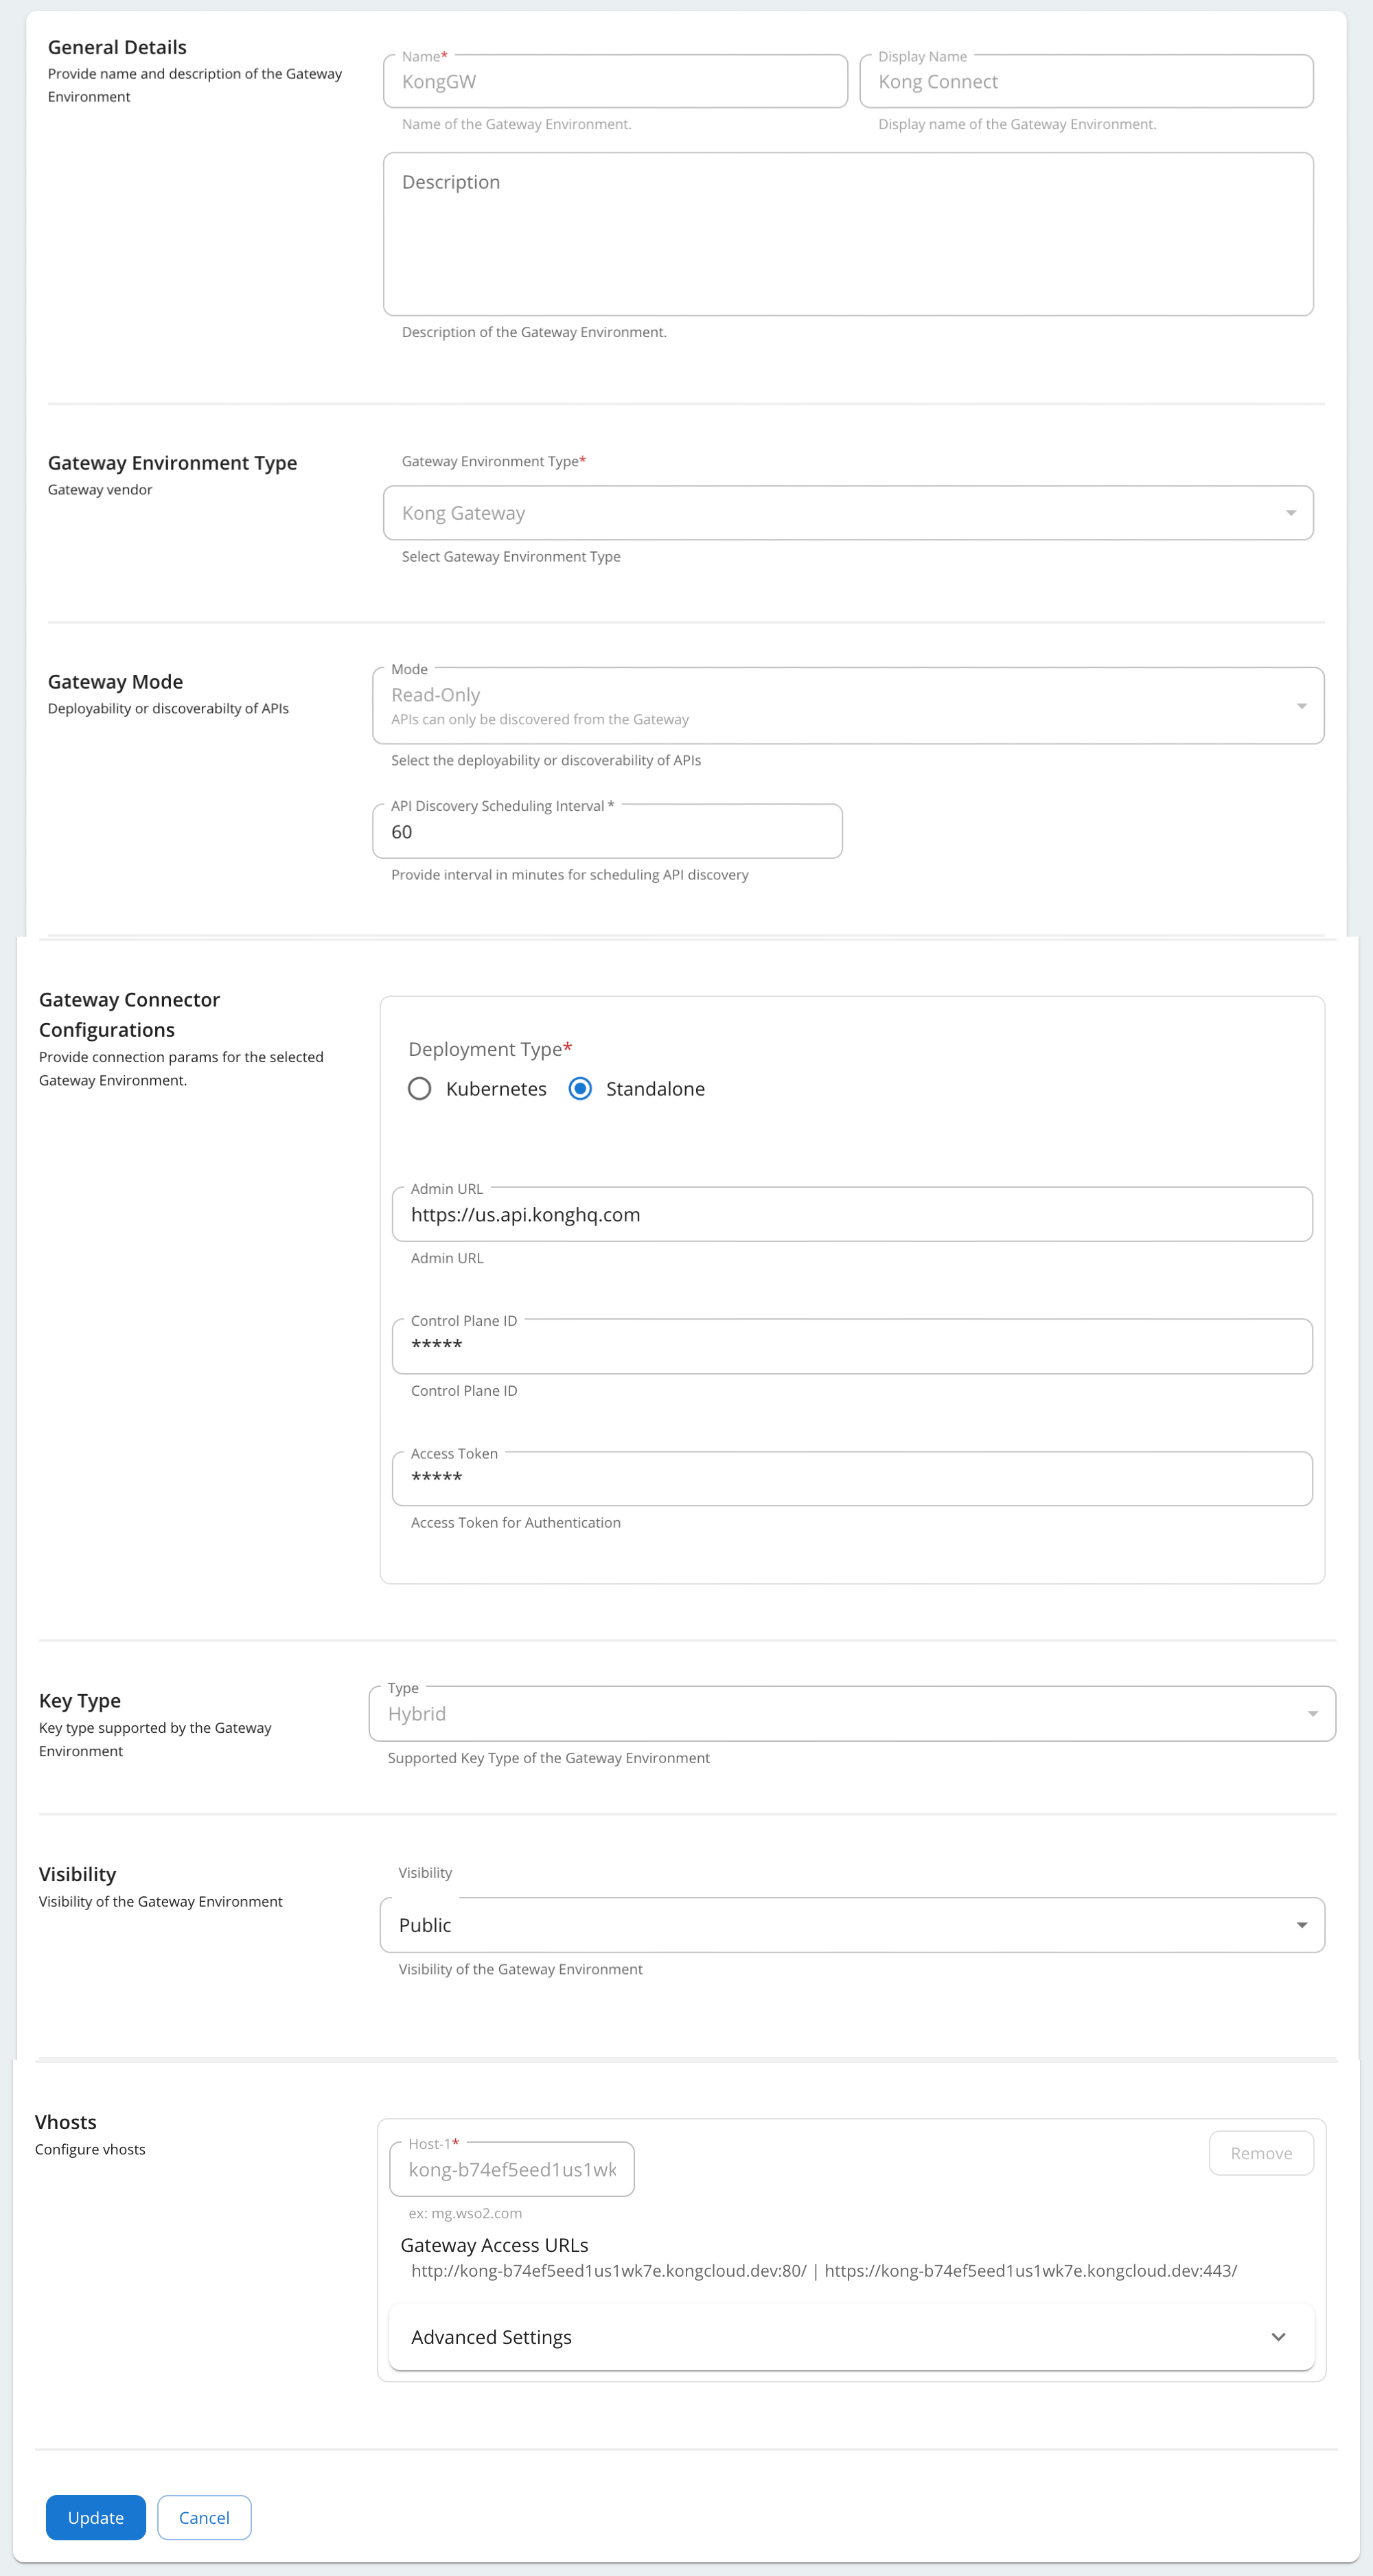 General Details
Provide name and description of the Gateway
Environment
Name*
KongGW
Name of the Gateway Environment.
Display Name
Kong Connect
Display name of the Gateway Environment.
Description
Description of the Gateway Environment.
Gateway Environment Type
Gateway vendor
Gateway Environment Type*
Kong Gateway
Select Gateway Environment Type
Gateway Mode
Deployability or discoverabilty of APIs
Mode
Read-Only
APIs can only be discovered from the Gateway
Select the deployability or discoverability of APIs
API Discovery Scheduling Interval *
60
Provide interval in minutes for scheduling API discovery
Gateway Connector
Configurations
Provide connection params for the selected
Gateway Environment.
Deployment Type*
Kubernetes
Standalone
Admin URL
https://us.api.konghq.com
Admin URL
Control Plane ID
*****
Control Plane ID
Access Token
*****
Access Token for Authentication
Key Type
Key type supported by the Gateway
Environment
Type
Hybrid
Supported Key Type of the Gateway Environment
Visibility
Visibility of the Gateway Environment
Visibility
Public
Visibility of the Gateway Environment
Vhosts
Configure vhosts
Host-1*
kong-b74ef5eed1us1wk
ex: mg.wso2.com
Remove
Gateway Access URLs
http://kong-b74ef5eed1us1wk7e.kongcloud.dev:80/ | https://kong-b74ef5eed1us1wk7e.kongcloud.dev:443/
Advanced Settings
Update
Cancel